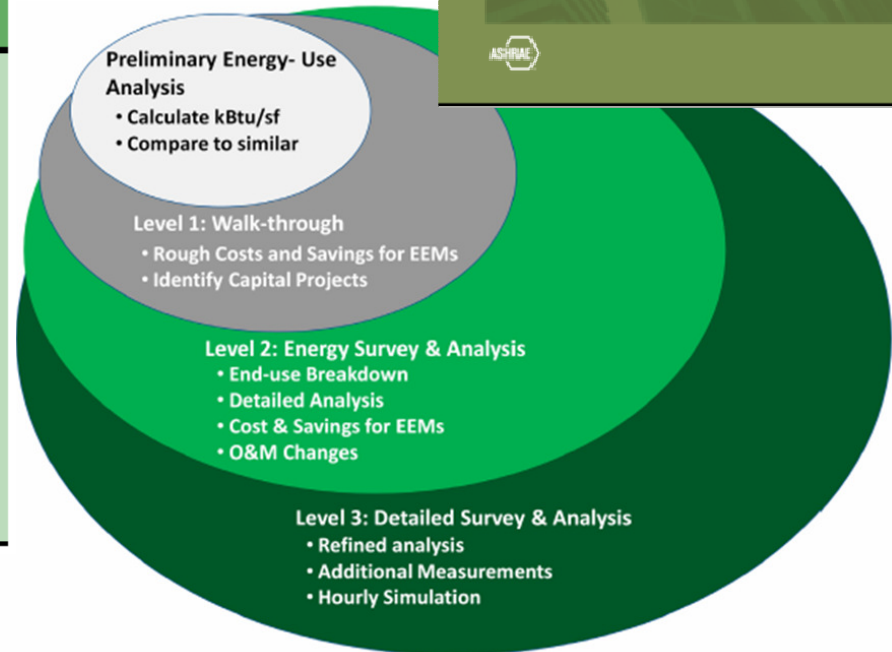 ASHRAE
Preliminary Energy- Use
Analysis
• Calculate kBtu/sf
• Compare to similar
Level 1: Walk-through
• Rough Costs and Savings for EEMs
• Identify Capital Projects
Level 2: Energy Survey & Analysis
• End-use Breakdown
• Detailed Analysis
• Cost & Savings for EEMs
• O&M Changes
Level 3: Detailed Survey & Analysis
• Refined analysis
• Additional Measurements
• Hourly Simulation